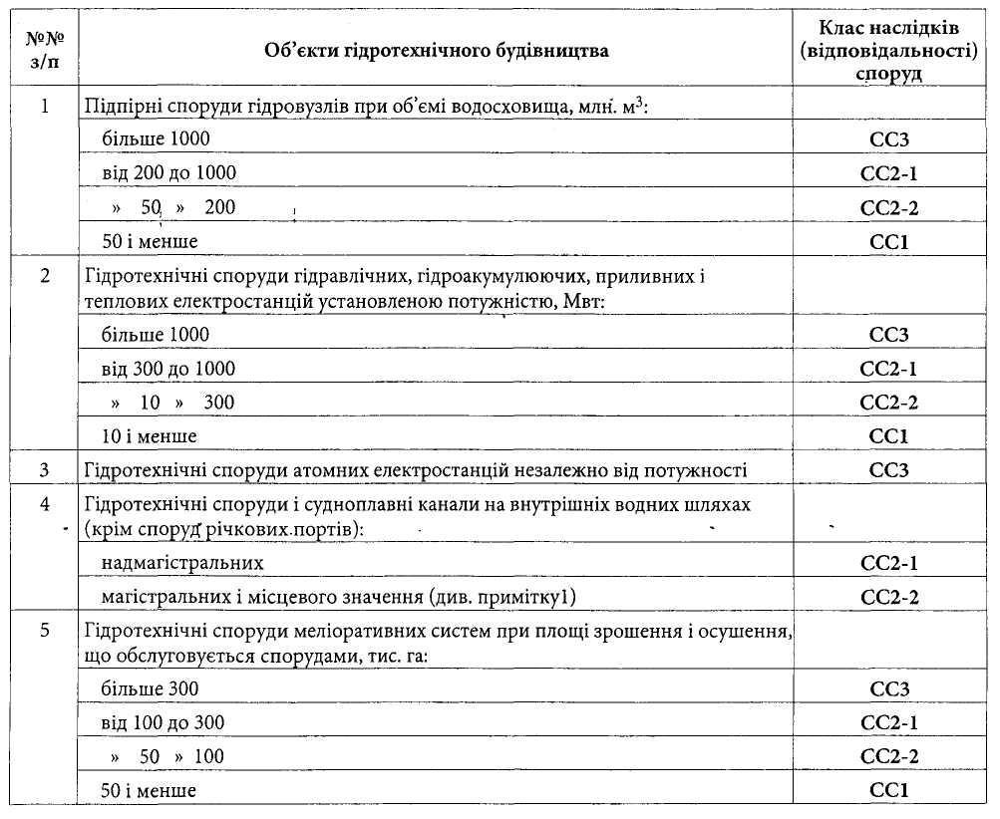 №№ з/п Об’єкти гідротехнічного будівництва Клас наслідків (відповідальності) споруд
1 Підпірні споруди гідровузлів при об’ємі водосховища, млн. м³:
більше 1000 СС3
від 200 до 1000 СС2-1
» 50 » 200 СС2-2
50 і менше СС1
2 Гідротехнічні споруди гідравлічних, гідроакумулюючих, приливних і
теплових електростанцій установленою потужністю, Мвт:
більше 1000 СС3
від 300 до 1000 СС2-1
» 10 » 300 СС2-2
10 і менше СС1
3 Гідротехнічні споруди атомних електростанцій незалежно від потужності СС3
4 Гідротехнічні споруди і судноплавні канали на внутрішніх водних шляхах
(крім споруд річкових портів):
надмагістральних СС2-1
магістральних і місцевого значення (див. примітку1) СС2-2
5 Гідротехнічні споруди меліоративних систем при площі зрошення і осушення,
що обслуговується спорудами, тис. га:
більше 300 СС3
від 100 до 300 СС2-1
» 50 » 100 СС2-2
50 і менше СС1